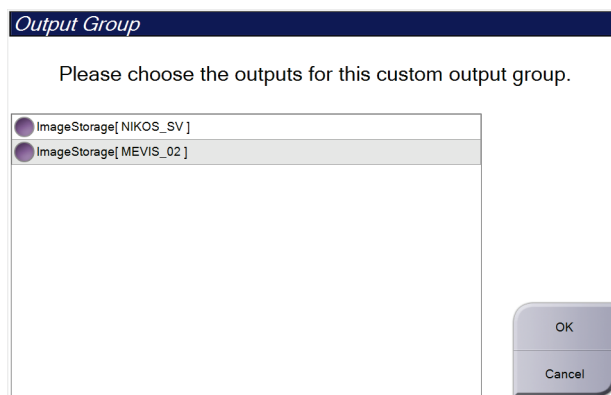 Output Group
Please choose the outputs for this custom output group.
ImageStorage[ NIKOS_SV ]
ImageStorage[ MEVIS_02 ]
OK
Cancel